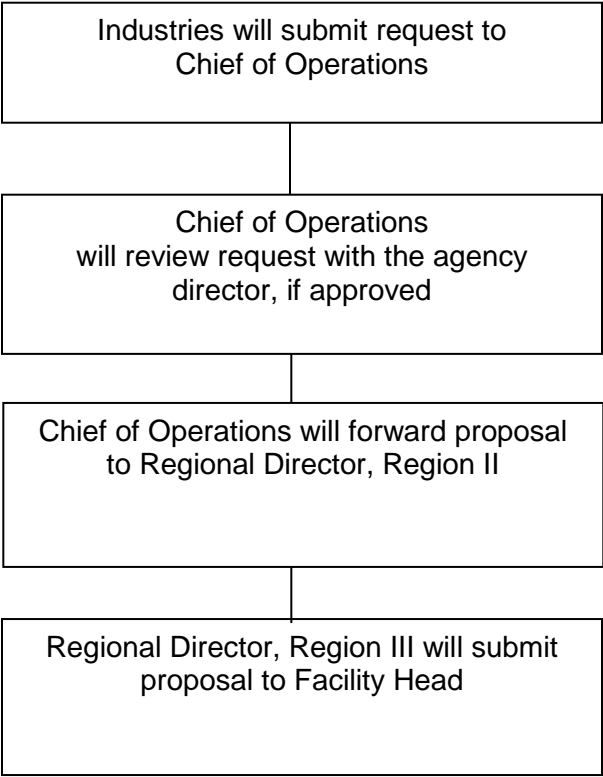 Industries will submit request to
Chief of Operations
Chief of Operations
will review request with the agency
director, if approved
Chief of Operations will forward proposal
to Regional Director, Region II
Regional Director, Region III will submit
proposal to Facility Head